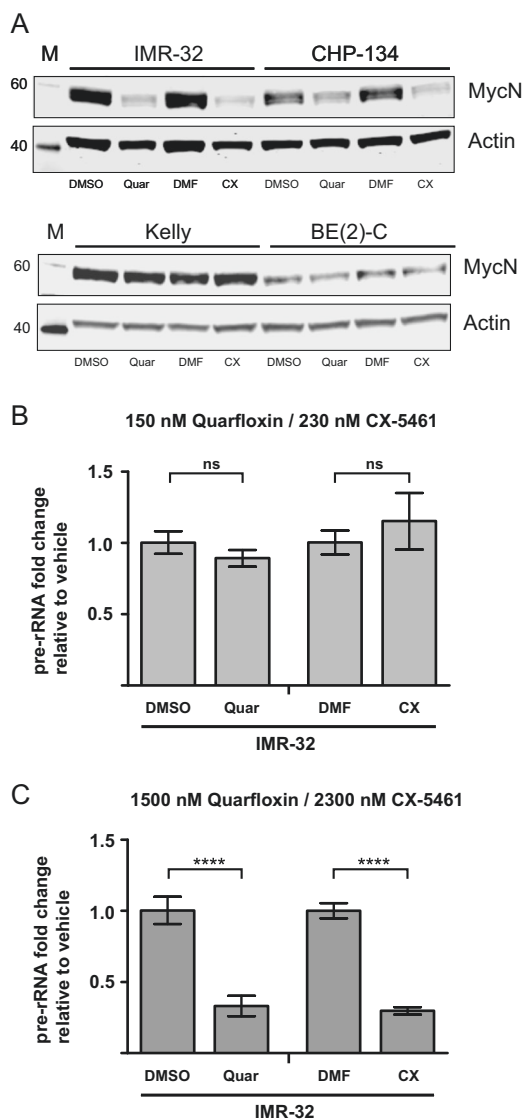 A
M IMR-32 CHP-134
60 MycN
40 Actin
DMSO Quar DMF CX DMSO Quar DMF CX
M Kelly BE(2)-C
60 MycN
40 Actin
DMSO Quar DMF CX DMSO Quar DMF CX
B
150 nM Quarfloxin / 230 nM CX-5461
pre-rRNA fold change
relative to vehicle
1.5
1.0
0.5
ns ns
DMSO Quar DMF CX
IMR-32
C
1500 nM Quarfloxin / 2300 nM CX-5461
pre-rRNA fold change
relative to vehicle
1.5
1.0
0.5
**** ****
DMSO Quar DMF CX
IMR-32